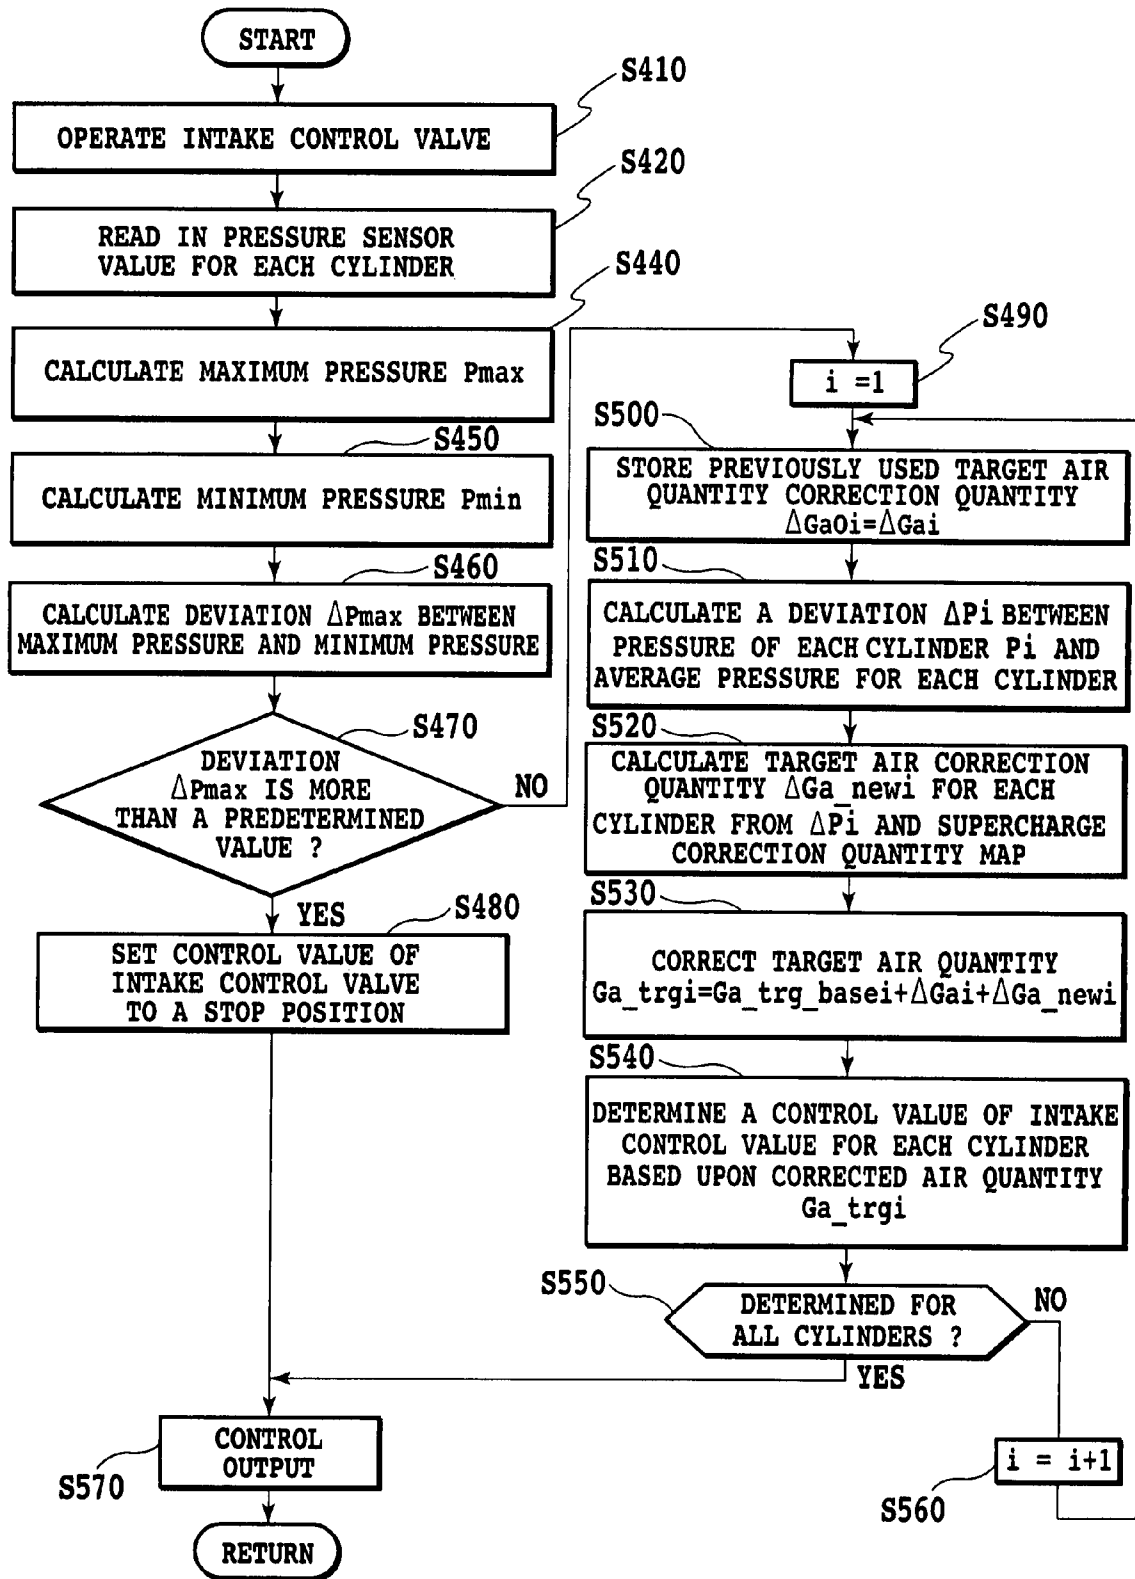 START
S410
OPERATE INTAKE CONTROL VALVE
S420
READ IN PRESSURE SENSOR
VALUE FOR EACH CYLINDER
S440
CALCULATE MAXIMUM PRESSURE Pmax
S450
CALCULATE MINIMUM PRESSURE Pmin
S460
CALCULATE DEVIATION ΔPmax BETWEEN
MAXIMUM PRESSURE AND MINIMUM PRESSURE
S470
DEVIATION
ΔPmax IS MORE
THAN A PREDETERMINED
VALUE ?
NO
YES
S480
SET CONTROL VALUE OF
INTAKE CONTROL VALVE
TO A STOP POSITION
S490
i =1
S500
STORE PREVIOUSLY USED TARGET AIR
QUANTITY CORRECTION QUANTITY
ΔGaOi=ΔGai
S510
CALCULATE A DEVIATION ΔPi BETWEEN
PRESSURE OF EACH CYLINDER Pi AND
AVERAGE PRESSURE FOR EACH CYLINDER
S520
CALCULATE TARGET AIR CORRECTION
QUANTITY ΔGa_newi FOR EACH
CYLINDER FROM ΔPi AND SUPERCHARGE
CORRECTION QUANTITY MAP
S530
CORRECT TARGET AIR QUANTITY
Ga_trgi=Ga_trg_basei+ΔGai+ΔGa_newi
S540
DETERMINE A CONTROL VALUE OF INTAKE
CONTROL VALUE FOR EACH CYLINDER
BASED UPON CORRECTED AIR QUANTITY
Ga_trgi
S550
DETERMINED FOR
ALL CYLINDERS ?
NO
YES
i = i+1
S560
CONTROL
OUTPUT
S570
RETURN